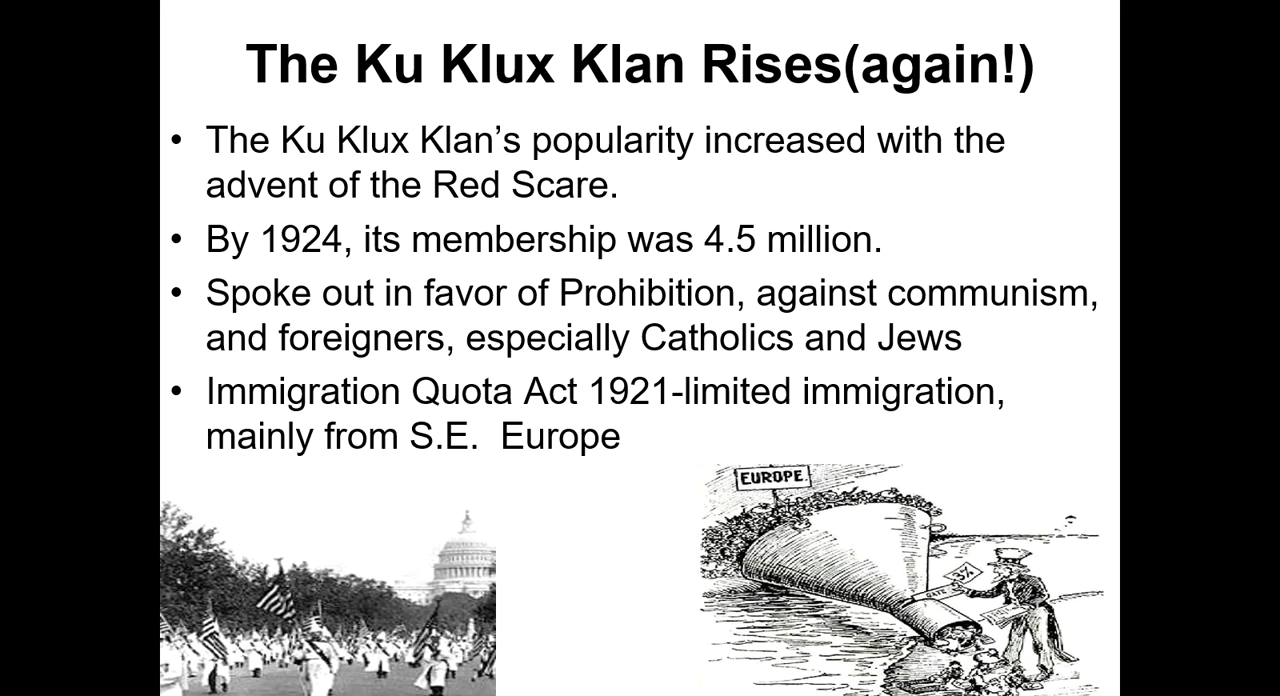 The Ku Klux Klan Rises(again!)
• The Ku Klux Klan’s popularity increased with the
advent of the Red Scare.
• By 1924, its membership was 4.5 million.
• Spoke out in favor of Prohibition, against communism,
and foreigners, especially Catholics and Jews
• Immigration Quota Act 1921-limited immigration,
mainly from S.E.  Europe
EUROPE.
3%
GATE